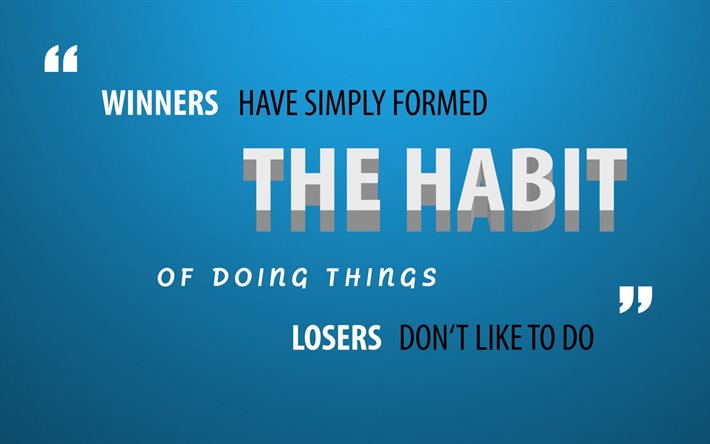 “
WINNERS HAVE SIMPLY FORMED
THE HABIT
OF DOING THINGS
LOSERS DON‘T LIKE TO DO
”